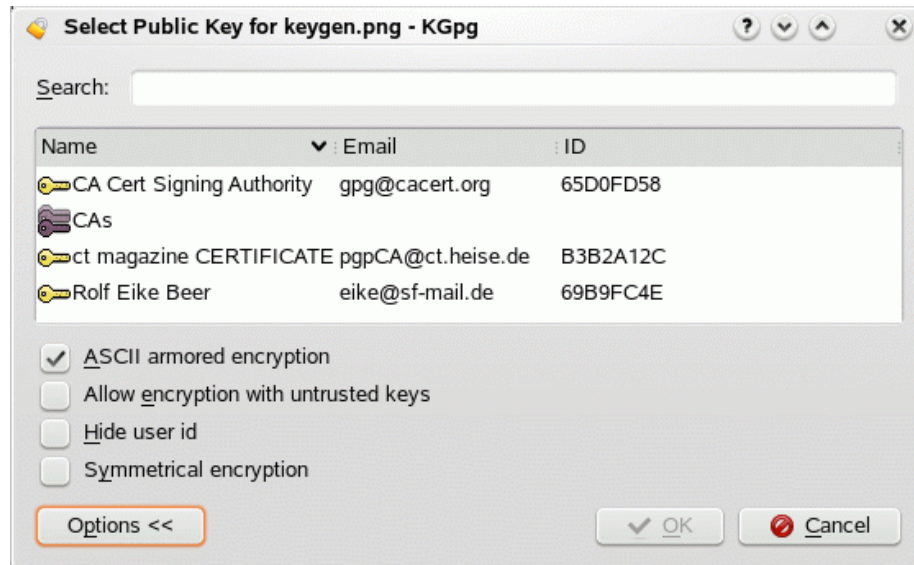 Select Public Key for keygen.png - KGpg
Search:
Name Email ID
CA Cert Signing Authority gpg@cacert.org 65D0FD58
CAs
ct magazine CERTIFICATE pgpCA@ct.heise.de B3B2A12C
Rolf Eike Beer eike@sf-mail.de 69B9FC4E
ASCII armored encryption
Allow encryption with untrusted keys
Hide user id
Symmetrical encryption
Options << OK Cancel